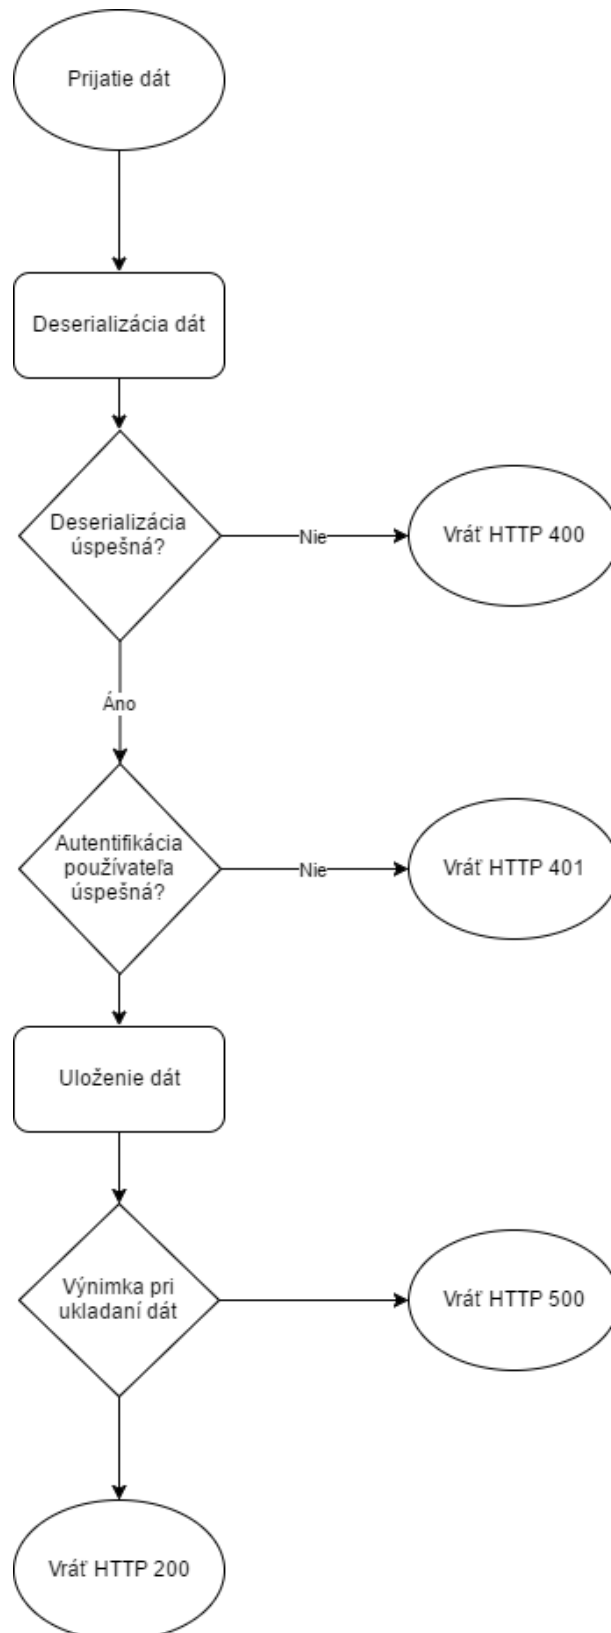 Prijatie dát
Deserializácia dát
Deserializácia
úspešná?
Nie
Vráť HTTP 400
Áno
Autentifikácia
používateľa
úspešná?
Nie
Vráť HTTP 401
Uloženie dát
Výnimka pri
ukladaní dát
Vráť HTTP 500
Vráť HTTP 200